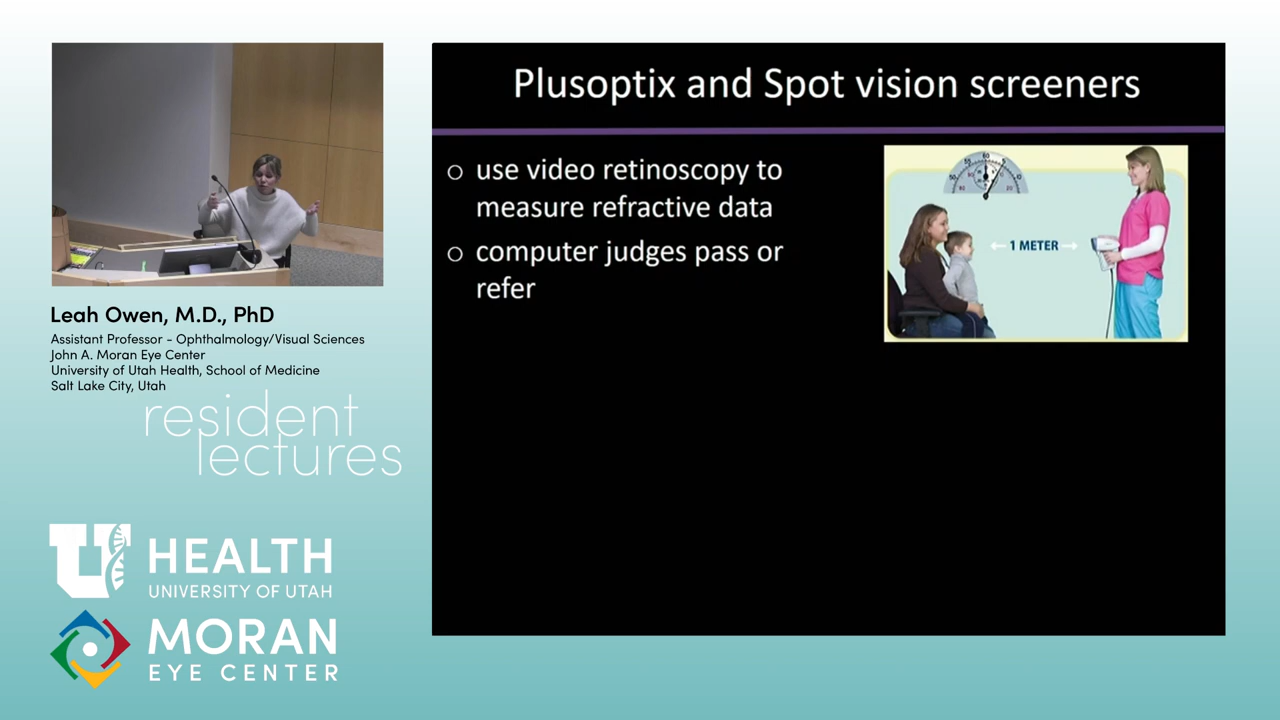 Plusoptix and Spot vision screeners
o use video retinoscopy to
measure refractive data
o computer judges pass or
refer
1 METER
Leah Owen, M.D., PhD
Assistant Professor - Ophthalmology/Visual Sciences
John A. Moran Eye Center
University of Utah Health, School of Medicine
Salt Lake City, Utah
resident
lectures
U HEALTH
UNIVERSITY OF UTAH
MORAN
EYE CENTER